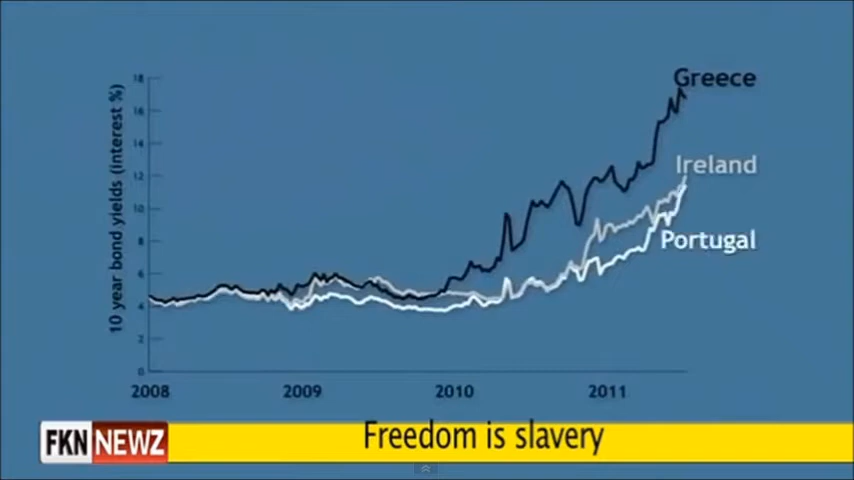 18
16
14
12
10
8
6
4
2
0
10 year bond yields (interest %)
Greece
Ireland
Portugal
2008 2009 2010 2011
FKN NEWZ
Freedom is slavery